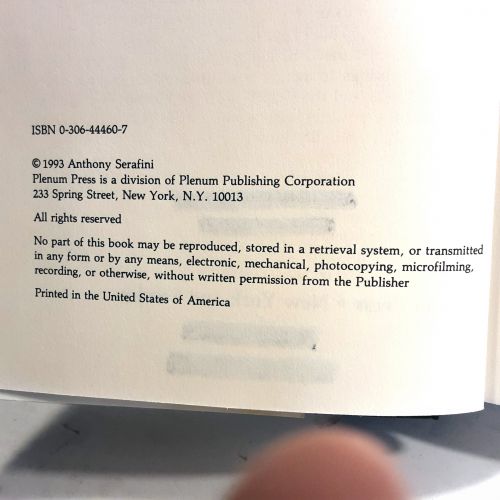 ISBN 0-306-44460-7
© 1993 Anthony Serafini
Plenum Press is a division of Plenum Publishing Corporation
233 Spring Street, New York, N.Y. 10013
All rights reserved
No part of this book may be reproduced, stored in a retrieval system, or transmitted
in any form or by any means, electronic, mechanical, photocopying, microfilming,
recording, or otherwise, without written permission from the Publisher
Printed in the United States of America